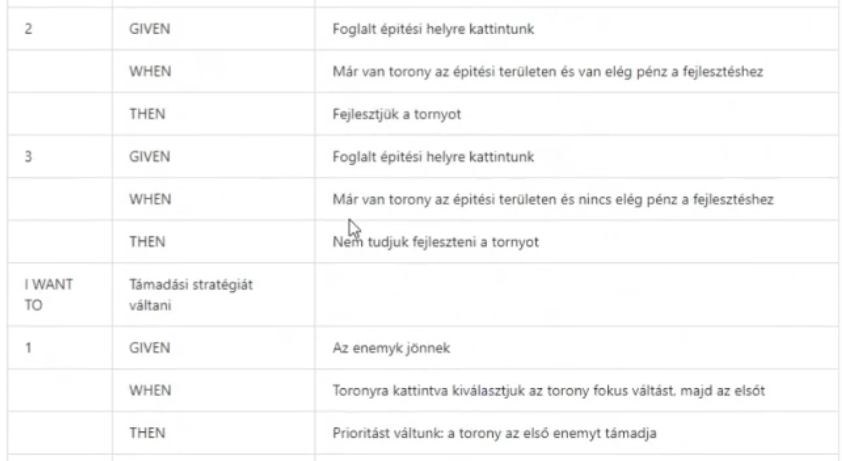 2 GIVEN Foglalt építési helyre kattintunk
WHEN Már van torony az építési területen és van elég pénz a fejlesztéshez
THEN Fejlesztjük a tornyot
3 GIVEN Foglalt építési helyre kattintunk
WHEN Már van torony az építési területen és nincs elég pénz a fejlesztéshez
THEN Nem tudjuk fejleszteni a tornyot
I WANT Támadási stratégiát
TO váltani
1 GIVEN Az enemyk jönnek
WHEN Toronyra kattintva kiválasztjuk az torony fokus váltást, majd az elsőt
THEN Prioritást váltunk: a torony az első enemyt támadja